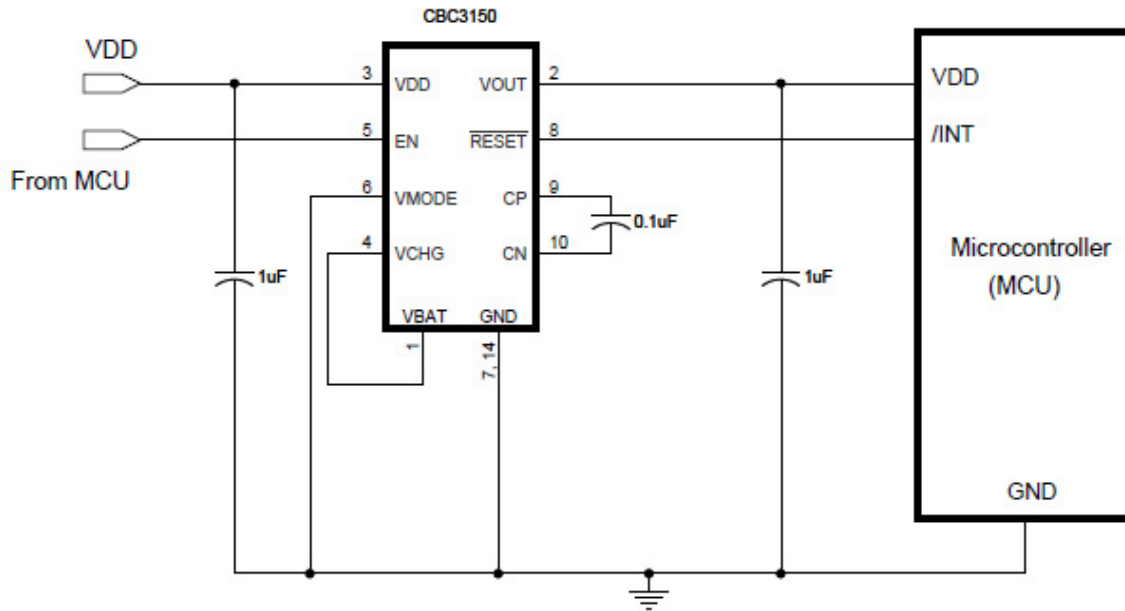 CBC3150
VDD
3 VDD VOUT 2
VDD
5 EN RESET 8
/INT
From MCU
6 VMODE CP 9
0.1uF
4 VCHG CN 10
Microcontroller
(MCU)
1uF
1uF
VBAT GND
1
7, 14
GND